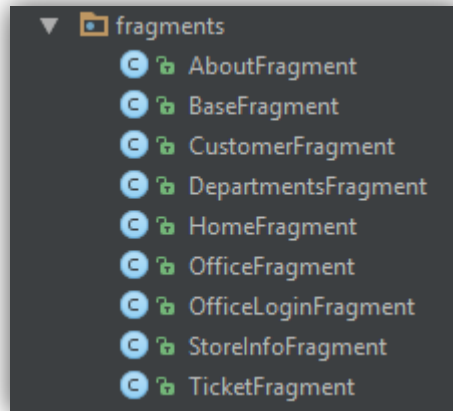 fragments
AboutFragment
BaseFragment
CustomerFragment
DepartmentsFragment
HomeFragment
OfficeFragment
OfficeLoginFragment
StoreInfoFragment
TicketFragment